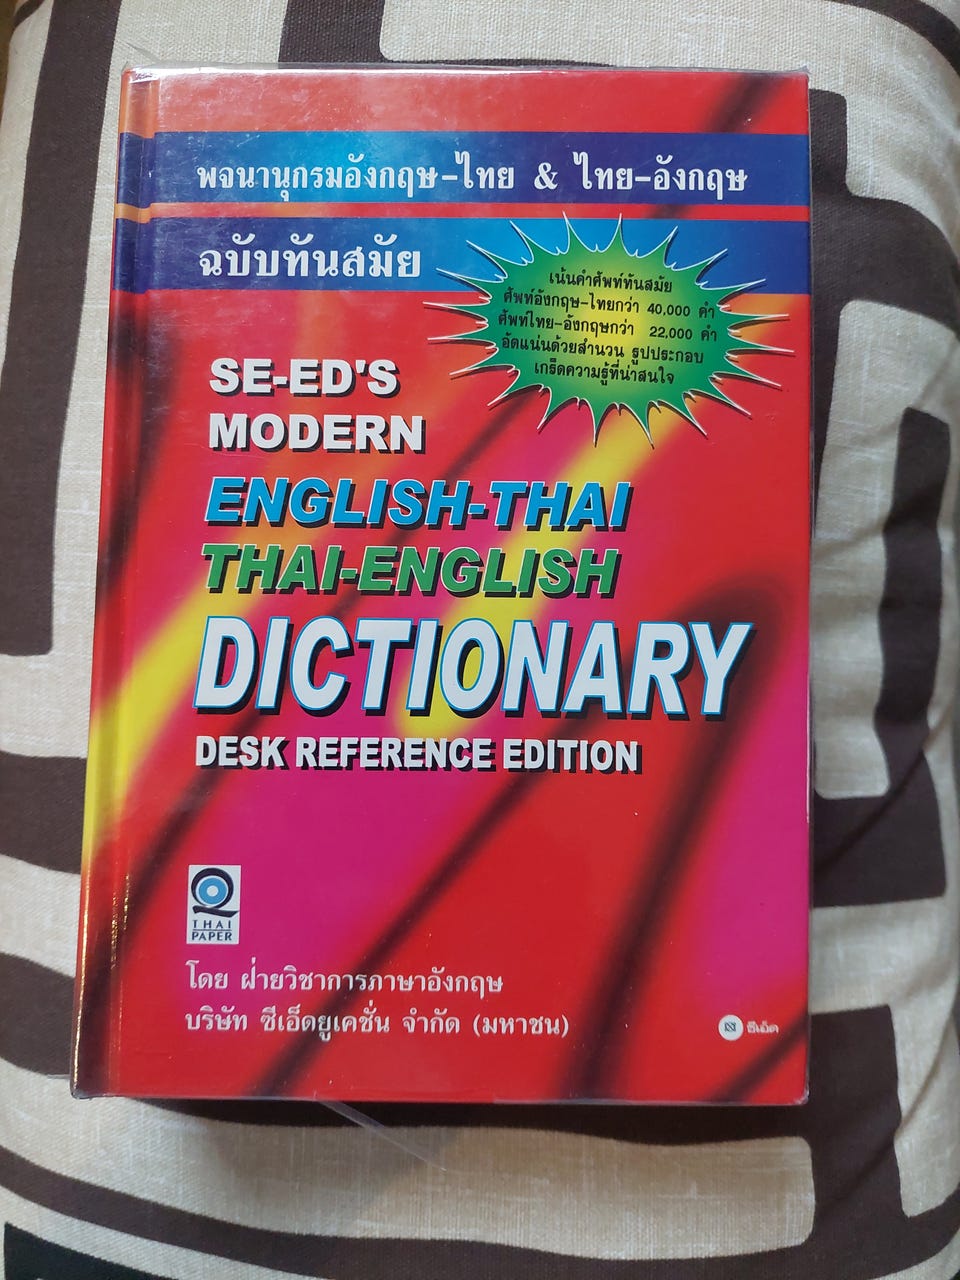 พจนานุกรมอังกฤษ-ไทย & ไทย-อังกฤษ
ฉบับทันสมัย
เน้นคำศัพท์ทันสมัย
ศัพท์อังกฤษ-ไทยกว่า 40,000 คำ
ศัพท์ไทย-อังกฤษกว่า 22,000 คำ
อัดแน่นด้วยสำนวน รูปประกอบ
เกร็ดความรู้ที่น่าสนใจ
SE-ED'S
MODERN
ENGLISH-THAI
THAI-ENGLISH
DICTIONARY
DESK REFERENCE EDITION
THAI
PAPER
โดย ฝ่ายวิชาการภาษาอังกฤษ
บริษัท ซีเอ็ดยูเคชั่น จำกัด (มหาชน)
ซีเอ็ด